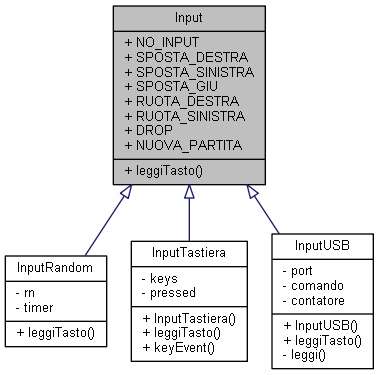 Input
+ NO_INPUT
+ SPOSTA_DESTRA
+ SPOSTA_SINISTRA
+ SPOSTA_GIU
+ RUOTA_DESTRA
+ RUOTA_SINISTRA
+ DROP
+ NUOVA_PARTITA
+ leggiTasto()
InputRandom
- rn
- timer
+ leggiTasto()
InputTastiera
- keys
- pressed
+ InputTastiera()
+ leggiTasto()
+ keyEvent()
InputUSB
- port
- comando
- contatore
+ InputUSB()
+ leggiTasto()
- leggi()